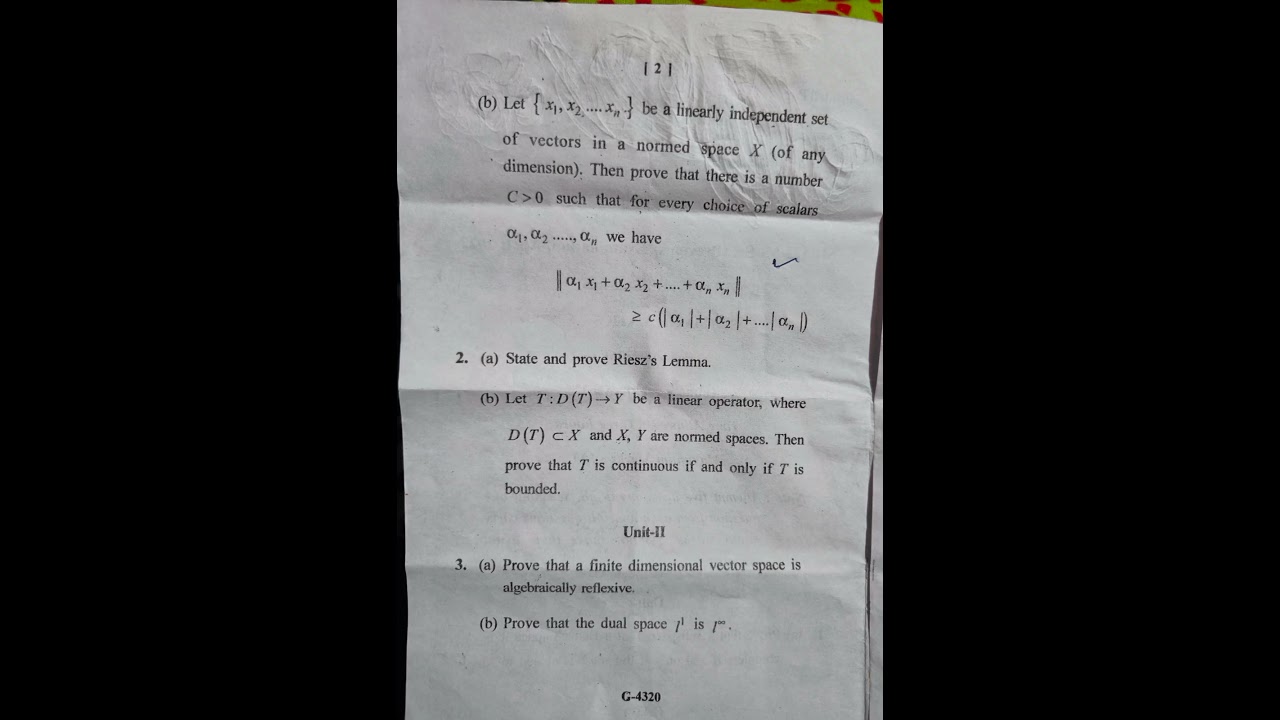 [ 2 ]
(b) Let { x₁, x₂ .... xₙ } be a linearly independent set
of vectors in a normed space X (of any
dimension). Then prove that there is a number
C > 0 such that for every choice of scalars
α₁, α₂ ....., αₙ we have
‖ α₁ x₁ + α₂ x₂ + .... + αₙ xₙ ‖
≥ c(| α₁ | + | α₂ | + .... | αₙ |)
2. (a) State and prove Riesz's Lemma.
(b) Let T : D(T) → Y be a linear operator, where
D(T) ⊂ X and X, Y are normed spaces. Then
prove that T is continuous if and only if T is
bounded.
Unit-II
3. (a) Prove that a finite dimensional vector space is
algebraically reflexive.
(b) Prove that the dual space l¹ is l∞.
G-4320